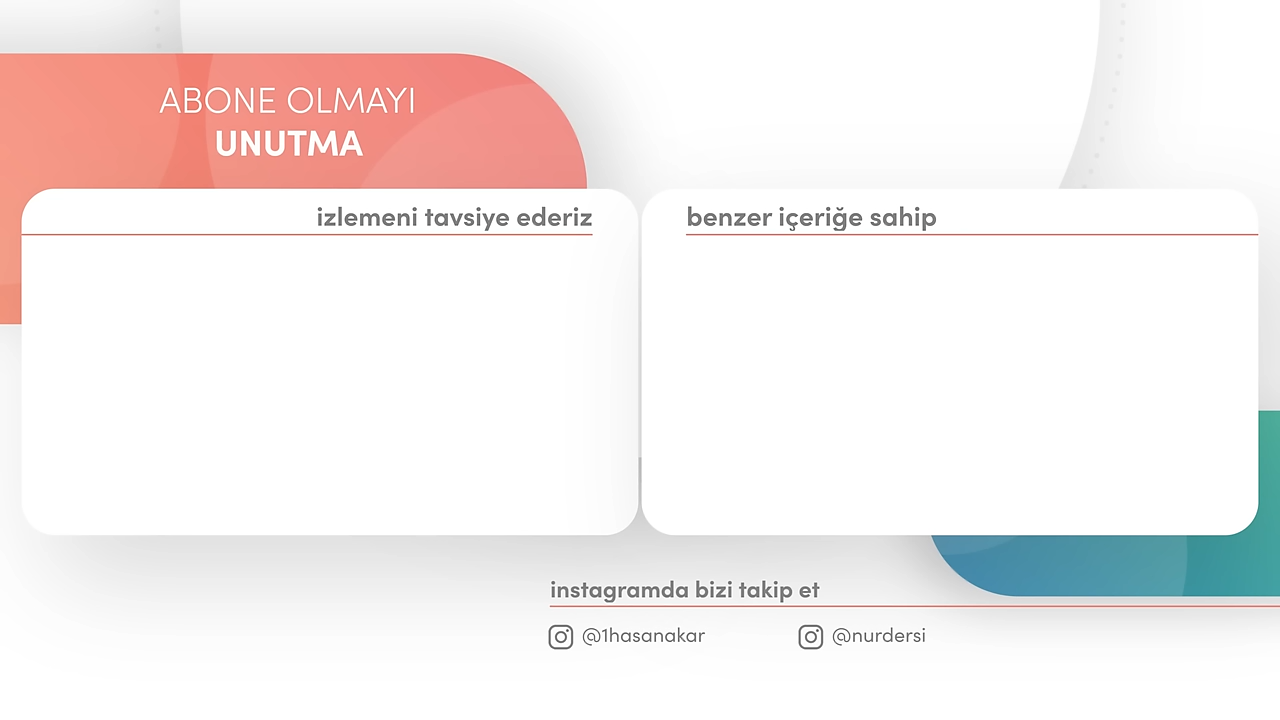 ABONE OLMAYI
UNUTMA
izlemeni tavsiye ederiz
benzer içeriğe sahip
instagramda bizi takip et
@1hasanakar
@nurdersi